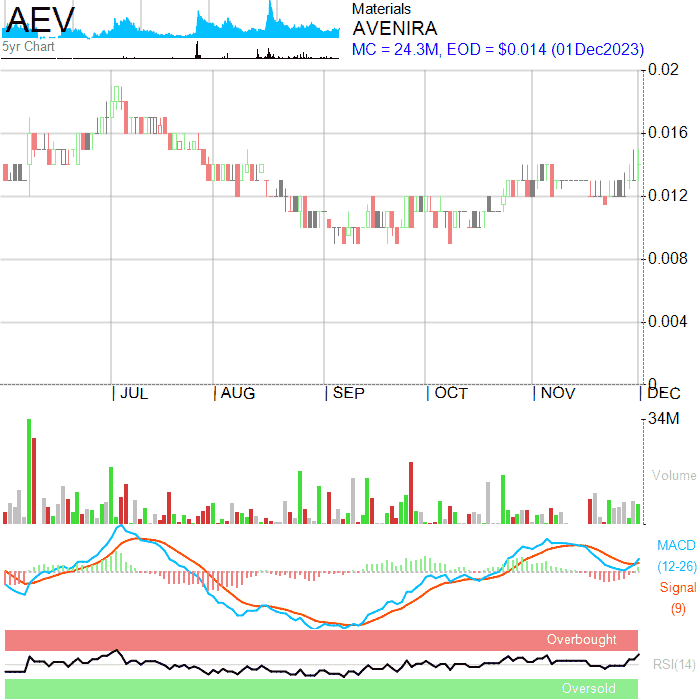 AEV
5yr Chart
Materials
AVENIRA
MC = 24.3M, EOD = $0.014 (01Dec2023)
0.02
0.016
0.012
0.008
0.004
0
JUL AUG SEP OCT NOV DEC
34M
Volume
MACD
(12-26)
Signal
(9)
Overbought
RSI(14)
Oversold